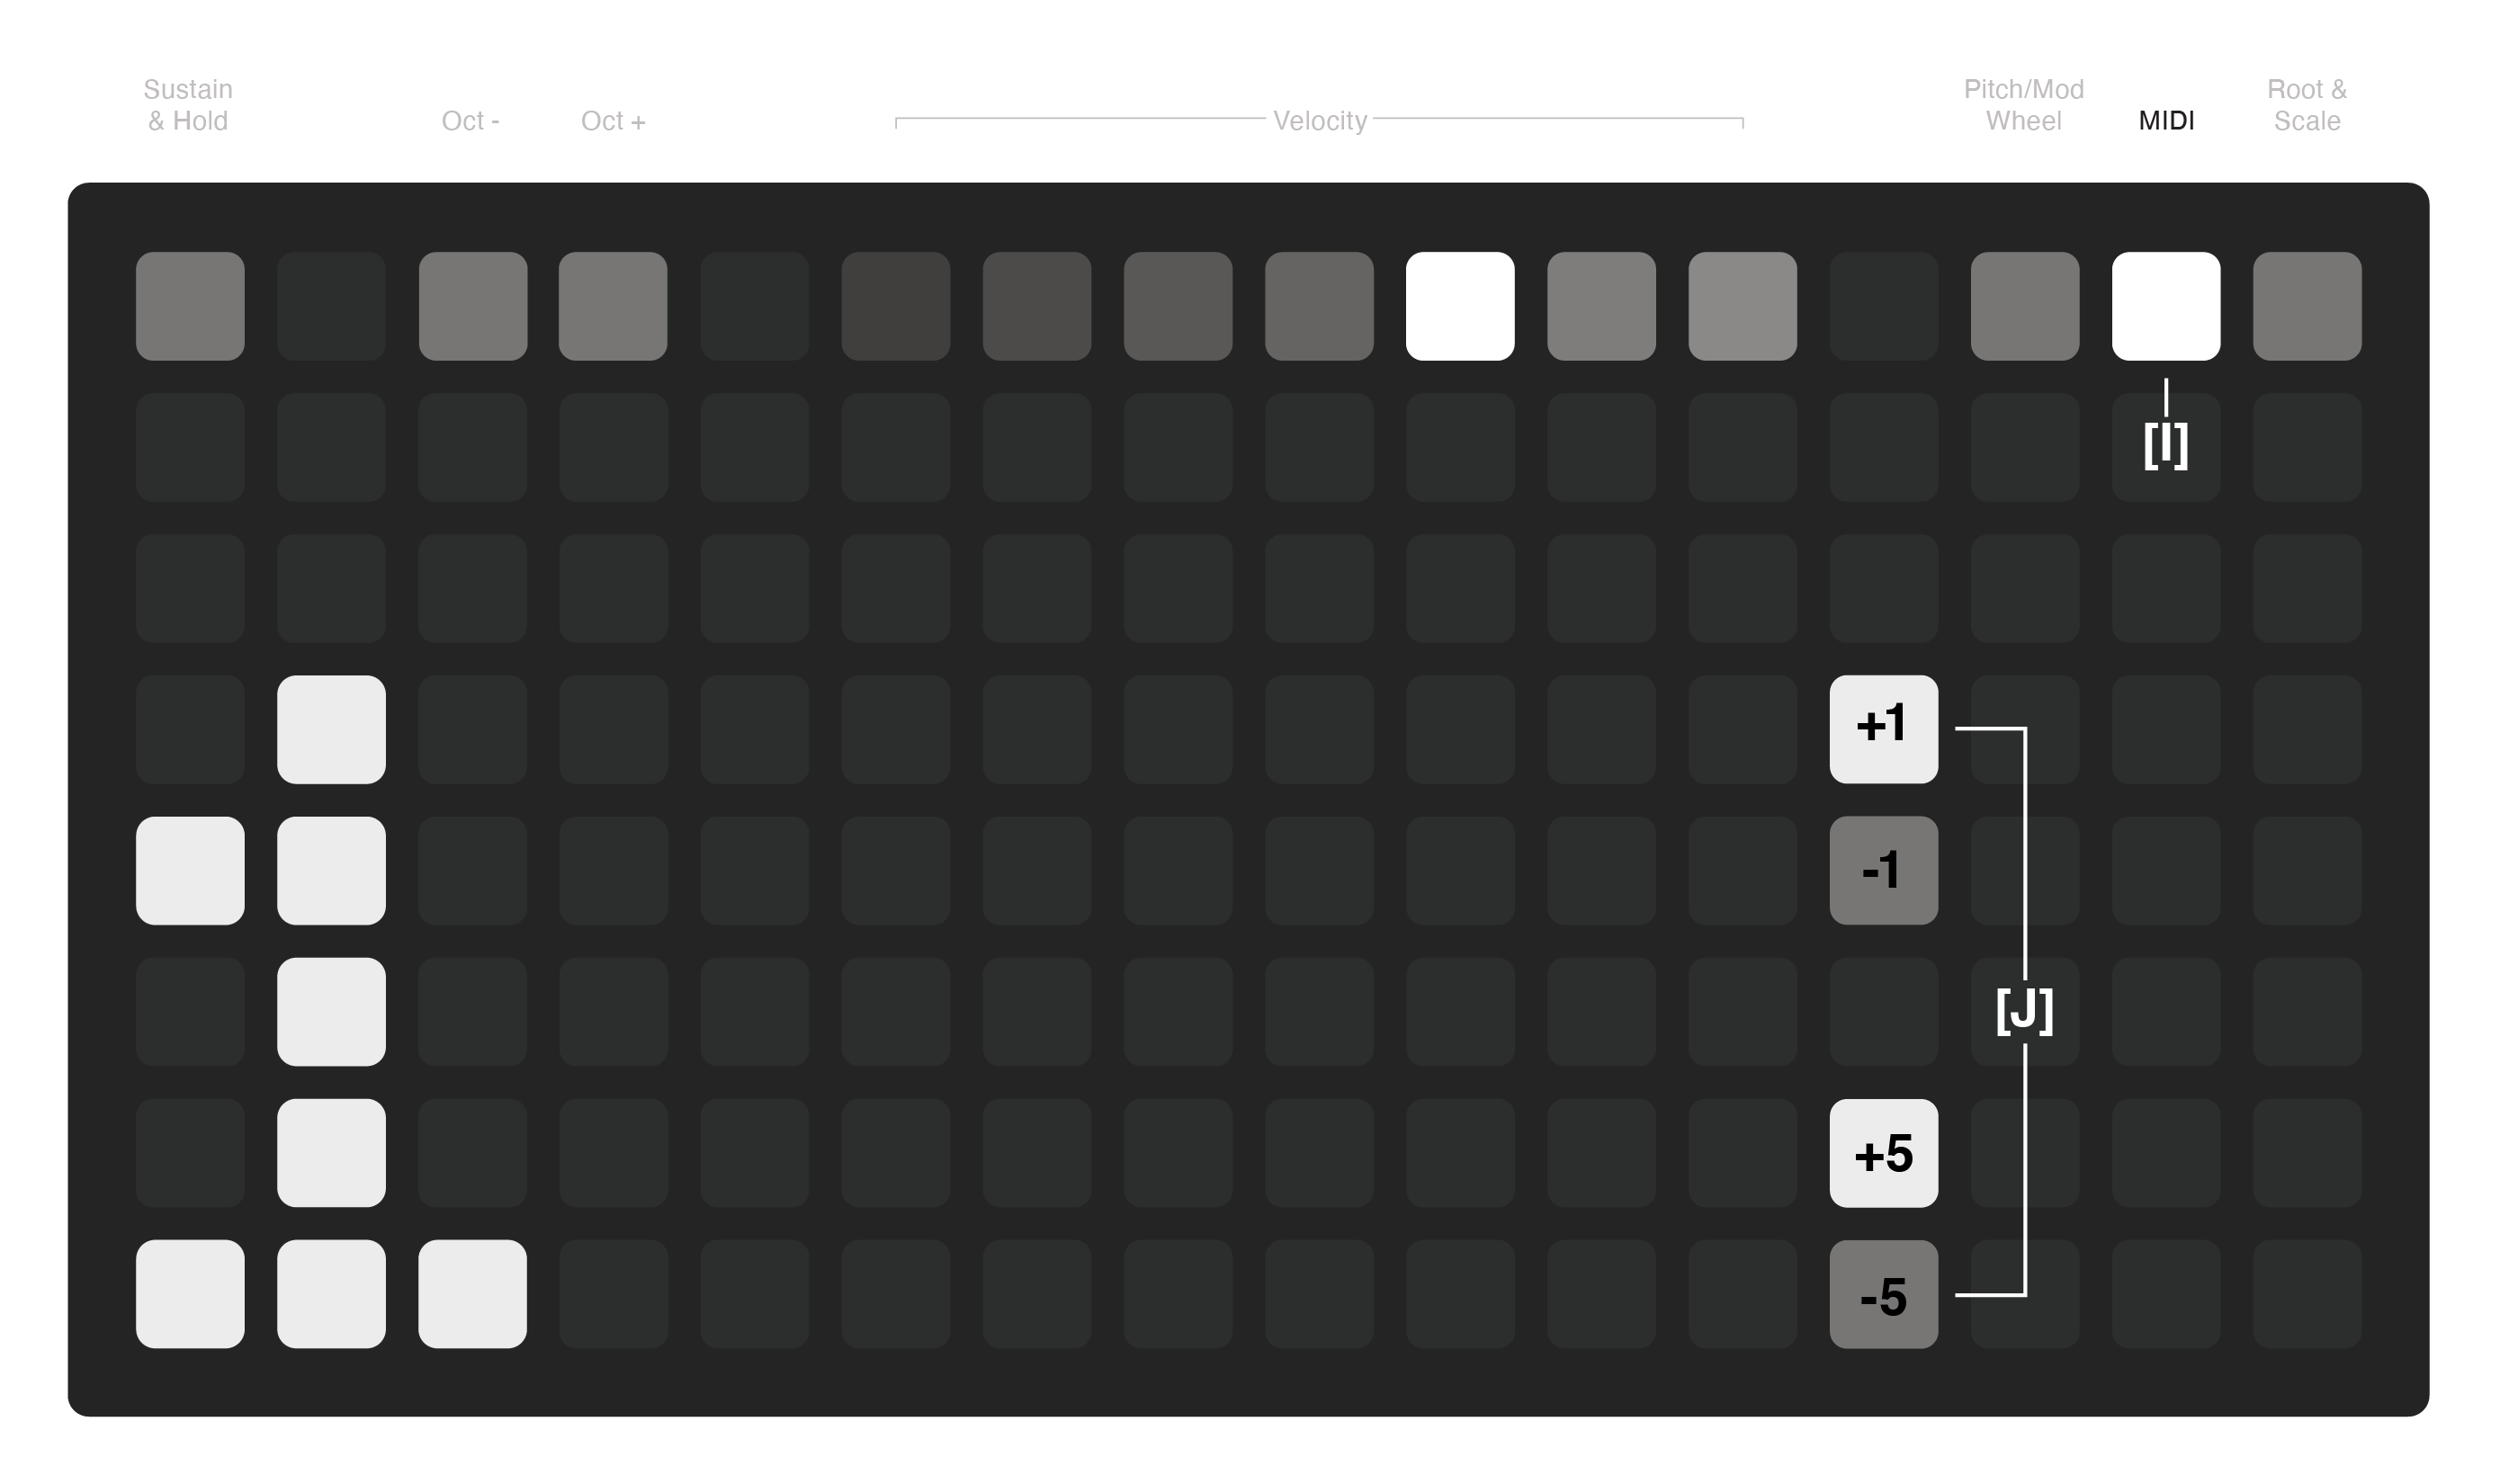 Sustain
& Hold
Oct -
Oct +
Velocity
Pitch/Mod
Wheel
MIDI
Root &
Scale
[I]
+1
-1
[J]
+5
-5